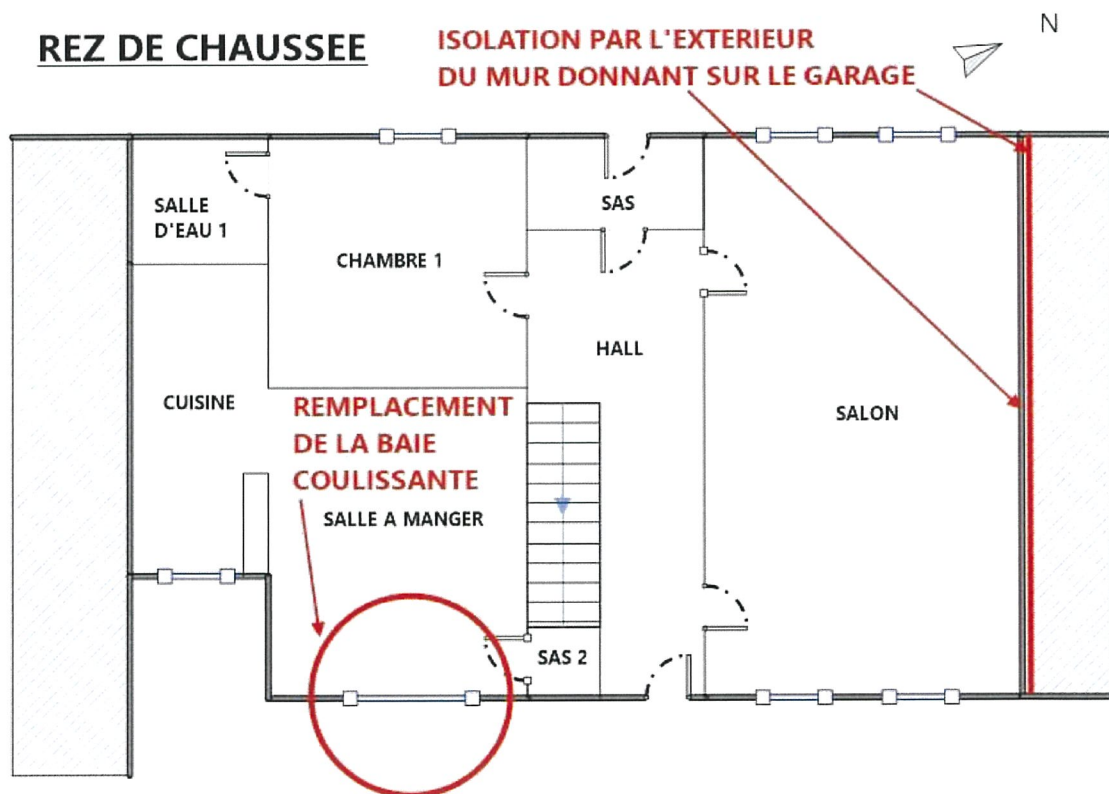 REZ DE CHAUSSEE
ISOLATION PAR L'EXTERIEUR
DU MUR DONNANT SUR LE GARAGE
N
SALLE
D'EAU 1
SAS
CHAMBRE 1
HALL
CUISINE
REMPLACEMENT
DE LA BAIE
COULISSANTE
SALON
SALLE A MANGER
SAS 2